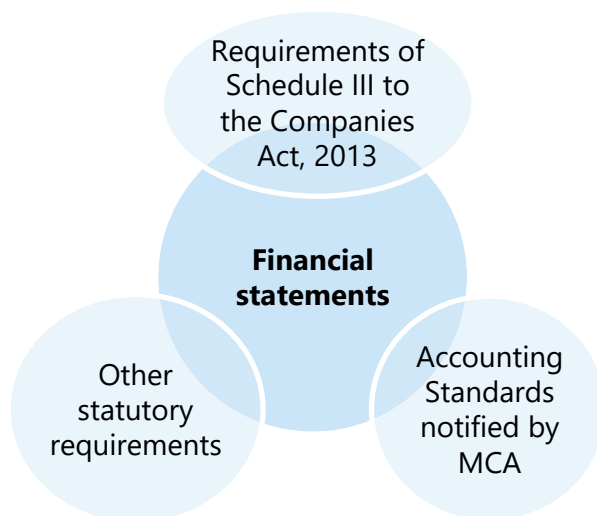 Requirements of
Schedule III to
the Companies
Act, 2013
Financial
statements
Other
statutory
requirements
Accounting
Standards
notified by
MCA